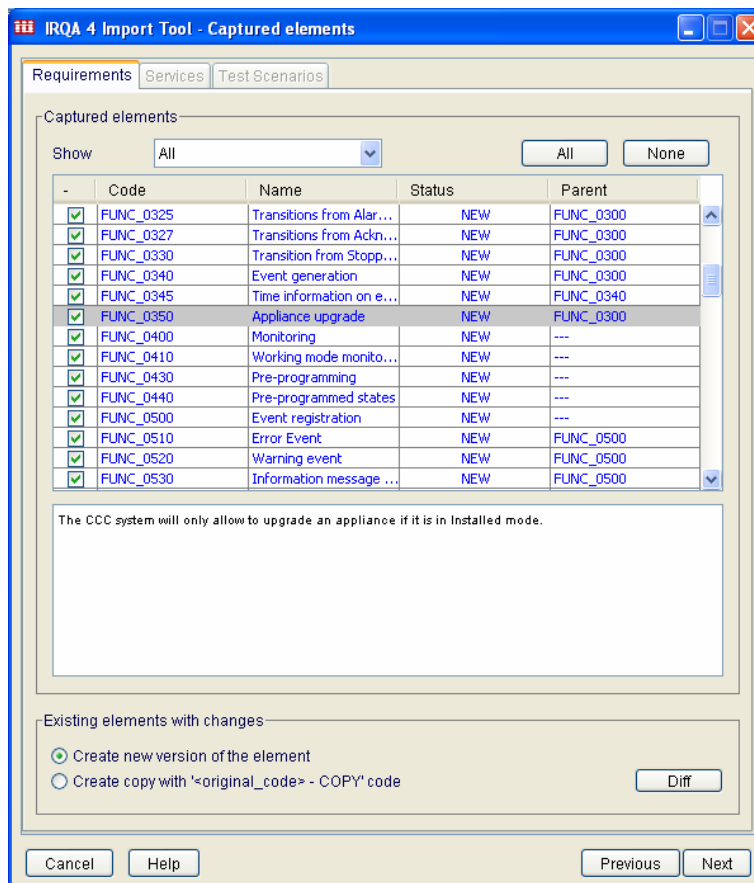 IRQA 4 Import Tool - Captured elements
Requirements Services Test Scenarios
Captured elements
Show All All None
- Code Name Status Parent
FUNC_0325 Transitions from Alar... NEW FUNC_0300
FUNC_0327 Transitions from Ackn... NEW FUNC_0300
FUNC_0330 Transition from Stopp... NEW FUNC_0300
FUNC_0340 Event generation NEW FUNC_0300
FUNC_0345 Time information on e... NEW FUNC_0340
FUNC_0350 Appliance upgrade NEW FUNC_0300
FUNC_0400 Monitoring NEW ---
FUNC_0410 Working mode monito... NEW ---
FUNC_0430 Pre-programming NEW ---
FUNC_0440 Pre-programmed states NEW ---
FUNC_0500 Event registration NEW ---
FUNC_0510 Error Event NEW FUNC_0500
FUNC_0520 Warning event NEW FUNC_0500
FUNC_0530 Information message ... NEW FUNC_0500
The CCC system will only allow to upgrade an appliance if it is in Installed mode.
Existing elements with changes
Create new version of the element
Create copy with '<original_code> - COPY' code Diff
Cancel Help Previous Next